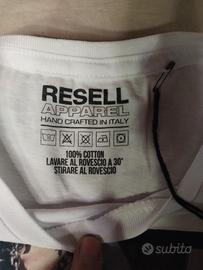 RESELL
APPAREL
HAND CRAFTED IN ITALY
100% COTTON
LAVARE AL ROVESCIO A 30°
STIRARE AL ROVESCIO
subito